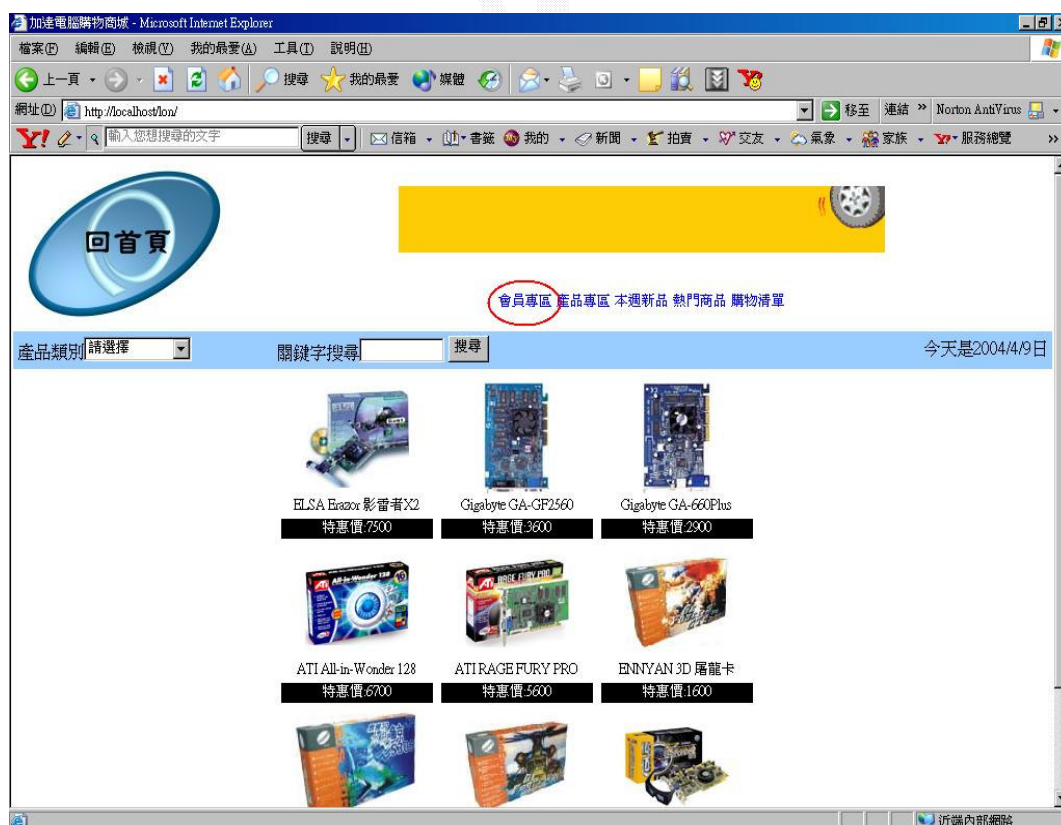 加達電腦購物商城 - Microsoft Internet Explorer
檔案(F) 編輯(E) 檢視(V) 我的最愛(A) 工具(T) 說明(H)
上一頁 搜尋 我的最愛 媒體
網址(D) http://localhost/lon/ 移至 連結 » Norton AntiVirus
Y! 輸入您想搜尋的文字 搜尋 信箱 書籤 我的 新聞 拍賣 交友 氣象 家族 服務總覽 »
回首頁
會員專區 產品專區 本週新品 熱門商品 購物清單
產品類別 請選擇 關鍵字搜尋 搜尋 今天是2004/4/9日
ELSA Erazor 影雷者X2 Gigabyte GA-GF2560 Gigabyte GA-660Plus
特惠價:7500 特惠價:3600 特惠價:2900
All-in-Wonder 128
ATI RAGE FURY PRO
ATI All-in-Wonder 128 ATI RAGE FURY PRO ENNYAN 3D 屠龍卡
特惠價:6700 特惠價:5600 特惠價:1600
近端內部網路